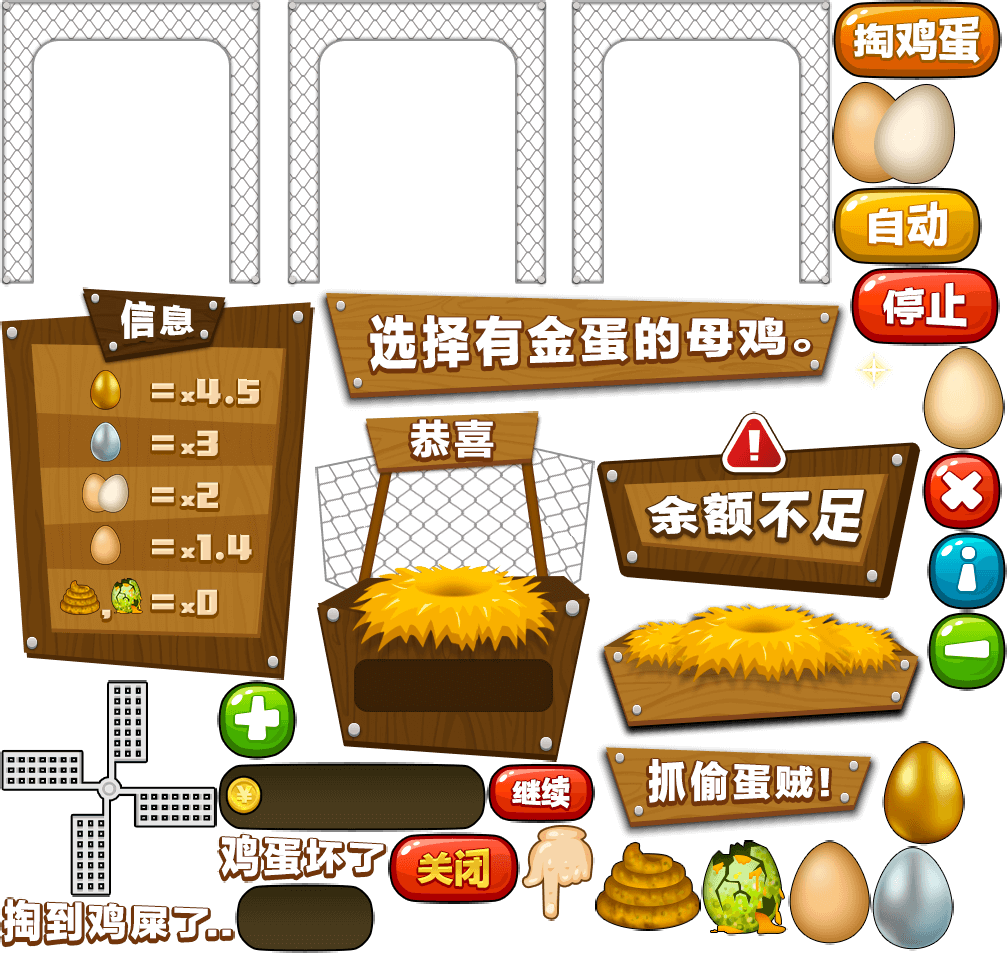 掏鸡蛋
自动
停止
信息
=x4.5
=x3
=x2
=x1.4
,=x0
选择有金蛋的母鸡。
恭喜
!
余额不足
抓偷蛋贼!
¥
继续
鸡蛋坏了
关闭
掏到鸡屎了..